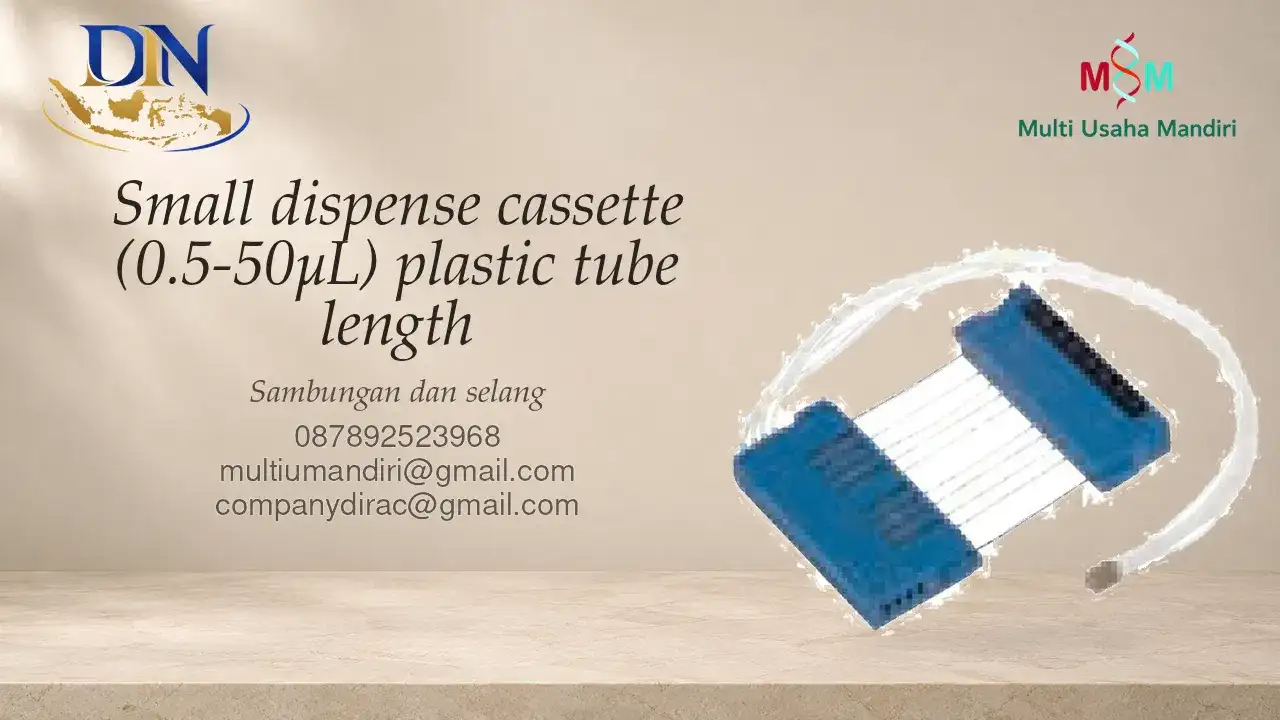 DN
M M
Multi Usaha Mandiri
Small dispense cassette
(0.5-50µL) plastic tube
length
Sambungan dan selang
087892523968
multiumandiri@gmail.com
companydirac@gmail.com